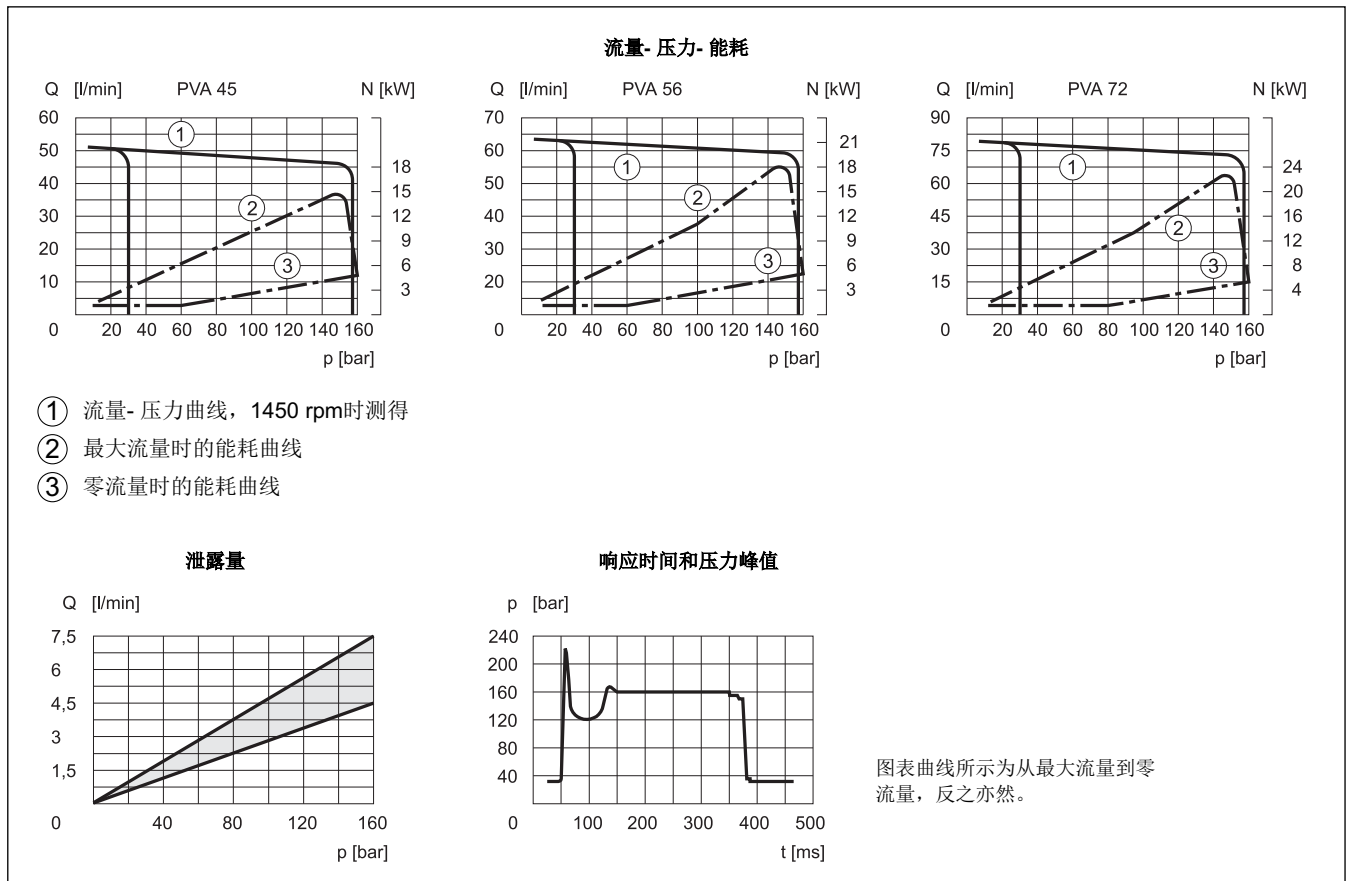 流量- 压力- 能耗
Q [l/min] PVA 45 N [kW]
60
50
40
30
20
10
0
18
15
12
9
6
3
20 40 60 80 100 120 140 160
p [bar]
1
2
3
Q [l/min] PVA 56 N [kW]
70
60
50
40
30
20
0
21
18
15
12
9
6
3
20 40 60 80 100 120 140 160
p [bar]
1
2
3
Q [l/min] PVA 72 N [kW]
90
75
60
45
30
15
0
24
20
16
12
8
4
20 40 60 80 100 120 140 160
p [bar]
1
2
3
① 流量- 压力曲线，1450 rpm时测得
② 最大流量时的能耗曲线
③ 零流量时的能耗曲线
泄露量
Q [l/min]
7,5
6
4,5
3
1,5
0 40 80 120 160
p [bar]
响应时间和压力峰值
p [bar]
240
200
160
120
80
40
0 100 200 300 400 500
t [ms]
图表曲线所示为从最大流量到零
流量，反之亦然。